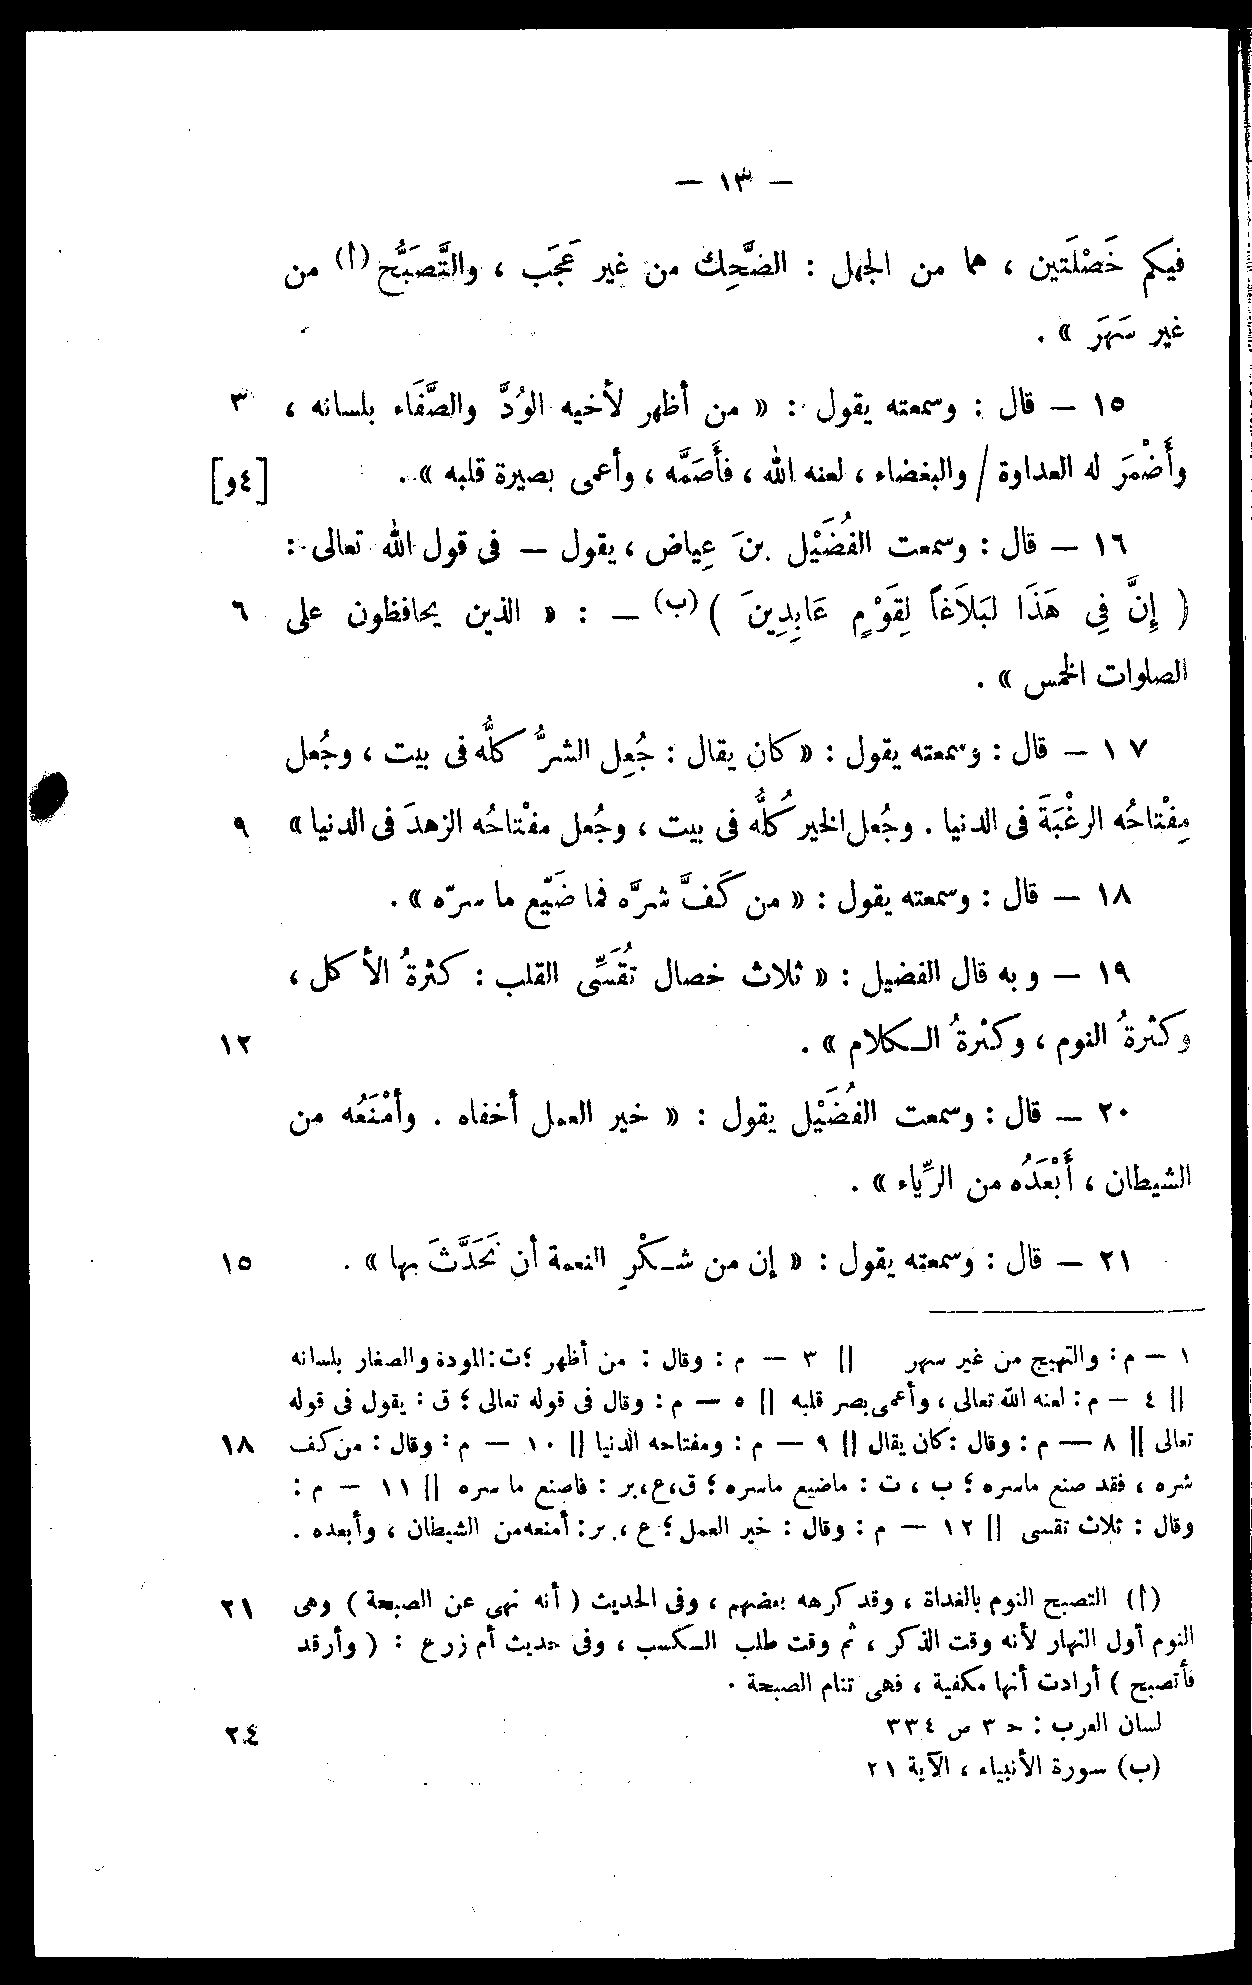 — ١٣ —
فيكم خَصْلَتَين ، هما من الجهل : الضَّحِك من غير عَجَب ، والتَّصَبُّح (أ) من
غير سَهَر » .
١٥ — قال : وسمعته يقول : « من أظهر لأخيه الوُدَّ والصَّفَاء بلسانه ، ٣
وأَضْمَرَ له العداوة / والبغضاء ، لعنه الله ، فأَصَمَّه ، وأعمى بصيرة قلبه » . [٤و]
١٦ — قال : وسمعت الفُضَيْل بنَ عِياض ، يقول — فى قول الله تعالى :
( إِنَّ فِي هَذَا لَبَلاَغاً لِقَوْمٍ عَابِدِينَ ) (ب) — : « الذين يحافظون على ٦
الصلوات الخمس » .
١٧ — قال : وسمعته يقول : « كان يقال : جُعِل الشرُّ كلُّه فى بيت ، وجُعل
مِفْتاحُه الرغْبَةَ فى الدنيا . وجُعل الخير كُلُّه فى بيت ، وجُعل مفْتاحُه الزهدَ فى الدنيا » ٩
١٨ — قال : وسمعته يقول : « من كَفَّ شرَّه فما ضَيّع ما سرّه » .
١٩ — وبه قال الفضيل : « ثلاث خصال تُقَسِّى القلب : كثرةُ الأكل ،
وكثرةُ النوم ، وكثرةُ الـكلام » . ١٢
٢٠ — قال : وسمعت الفُضَيْل يقول : « خير العمل أخفاه . وأمْنَعُه من
الشيطان ، أَبْعَدُه من الرِّياء » .
٢١ — قال : وسمعته يقول : « إن من شـكْرِ النعمة أن نَحَدَّثَ بها » . ١٥
١ — م : والتهيج من غير سهر || ٣ — م : وقال : من أظهر ؛ ت : المودة والصغار بلسانه
|| ٤ — م : لعنه الله تعالى ، وأعمى بصر قلبه || ٥ — م : وقال فى قوله تعالى ؛ ق : يقول فى قوله
تعالى || ٨ — م : وقال : كان يقال || ٩ — م : ومفتاحه الدنيا || ١٠ — م : وقال : من كف ١٨
شره ، فقد صنع ماسره ؛ ب ، ت : ماضيع ماسره ؛ ق،ع،بر : فاصنع ما سره || ١١ — م :
وقال : ثلاث تقسى || ١٢ — م : وقال : خير العمل ؛ ع ، بر : أمنعه من الشيطان ، وأبعده .
(أ) التصبح النوم بالغداة ، وقد كرهه بعضهم ، وفى الحديث ( أنه نهى عن الصبحة ) وهى ٢١
النوم أول النهار لأنه وقت الذكر ، ثم وقت طلب الـكسب ، وفى حديث أم زرع : ( وأرقد
فأتصبح ) أرادت أنها مكفية ، فهى تنام الصبحة .
لسان العرب : حـ ٣ ص ٣٣٤ ٢٤
(ب) سورة الأنبياء ، الآية ٢١